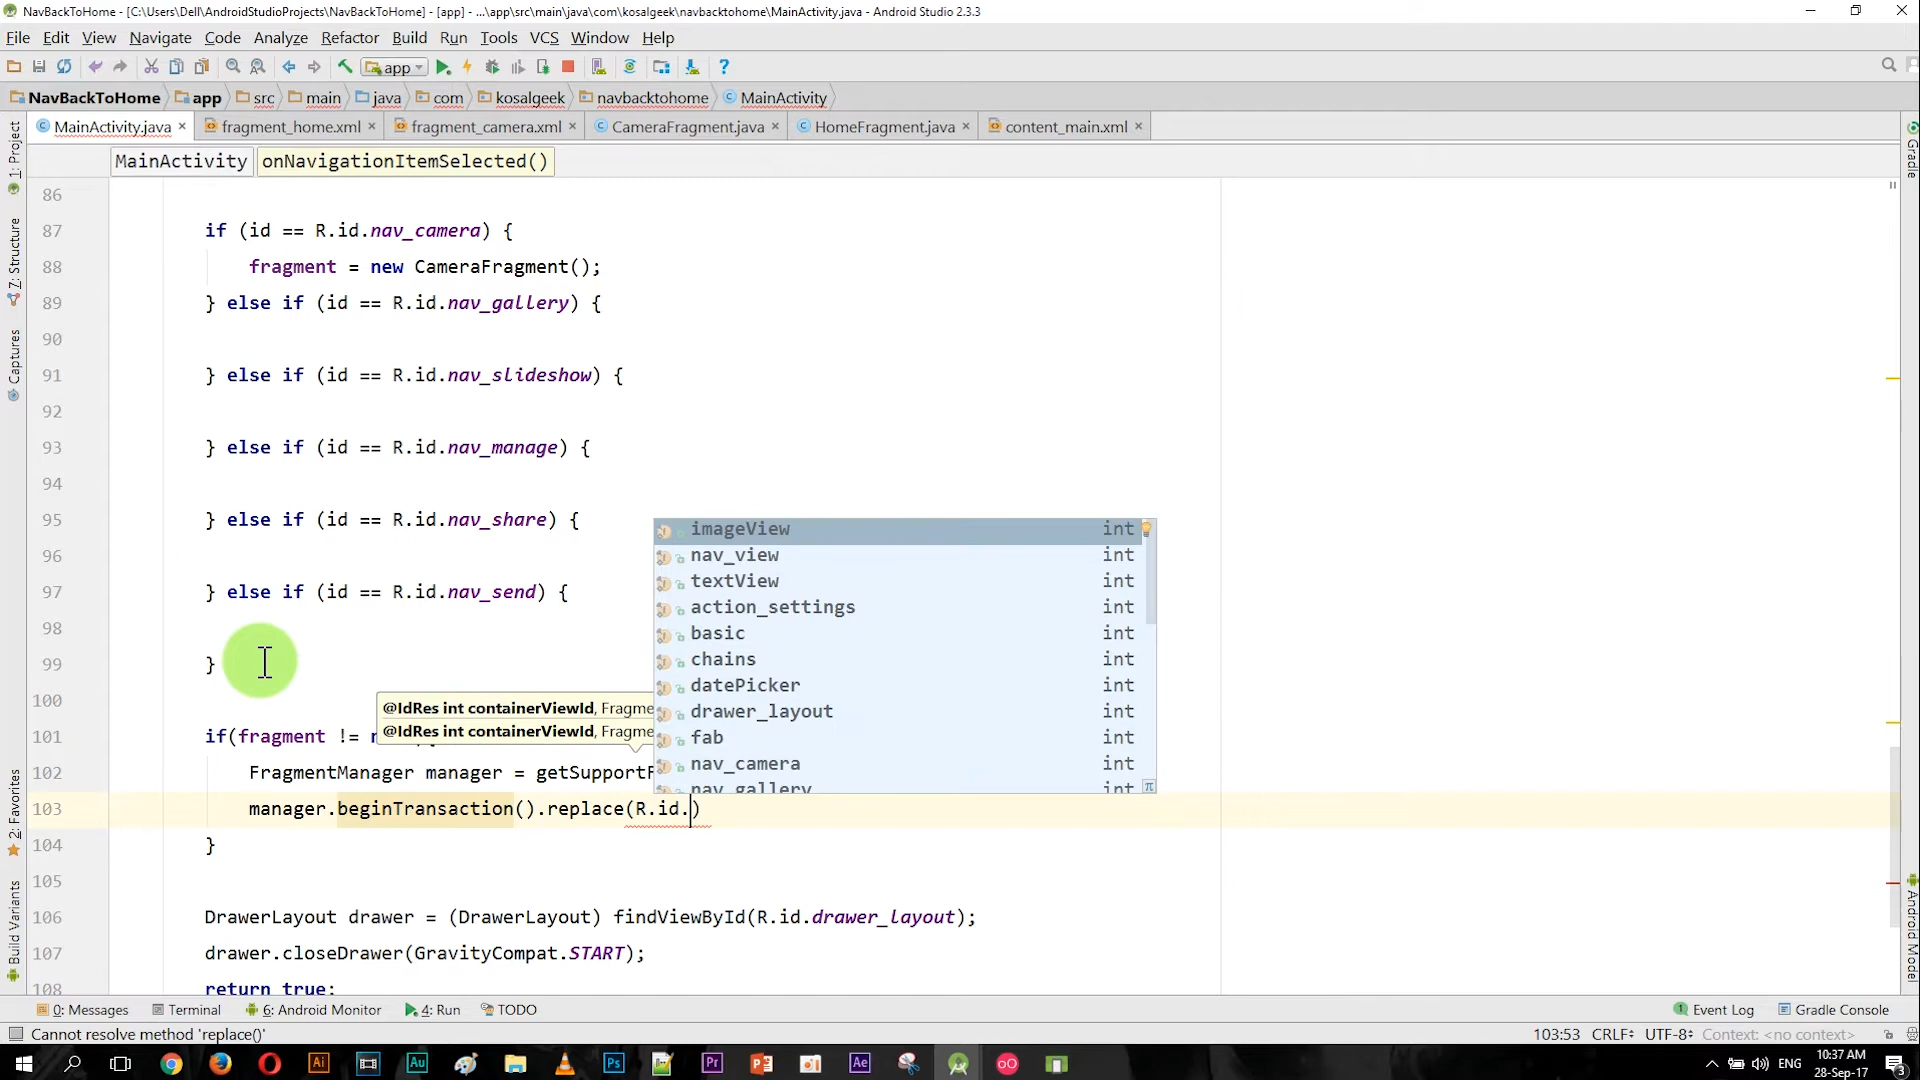 NavBackToHome - [C:\Users\Dell\AndroidStudioProjects\NavBackToHome] - [app] - ...\app\src\main\java\com\kosalgeek\navbacktohome\MainActivity.java - Android Studio 2.3.3
File Edit View Navigate Code Analyze Refactor Build Run Tools VCS Window Help
app
NavBackToHome app src main java com kosalgeek navbacktohome MainActivity
MainActivity.java fragment_home.xml fragment_camera.xml CameraFragment.java HomeFragment.java content_main.xml
MainActivity onNavigationItemSelected()
1: Project
7: Structure
Captures
2: Favorites
Build Variants
Gradle
Android Model
86
87 if (id == R.id.nav_camera) {
88 fragment = new CameraFragment();
89 } else if (id == R.id.nav_gallery) {
90
91 } else if (id == R.id.nav_slideshow) {
92
93 } else if (id == R.id.nav_manage) {
94
95 } else if (id == R.id.nav_share) {
96
97 } else if (id == R.id.nav_send) {
98
99 }
100
101 if(fragment !=
102 FragmentManager manager = getSupport
103 manager.beginTransaction().replace(R.id.)
104 }
105
106 DrawerLayout drawer = (DrawerLayout) findViewById(R.id.drawer_layout);
107 drawer.closeDrawer(GravityCompat.START);
108 return true;
@IdRes int containerViewId, Fragme
@IdRes int containerViewId, Fragme
imageView int
nav_view int
textView int
action_settings int
basic int
chains int
datePicker int
drawer_layout int
fab int
nav_camera int
nav_gallery int
0: Messages Terminal 6: Android Monitor 4: Run TODO 1 Event Log Gradle Console
Cannot resolve method 'replace()' 103:53 CRLF UTF-8 Context: <no context>
ENG
10:37 AM
28-Sep-17
3